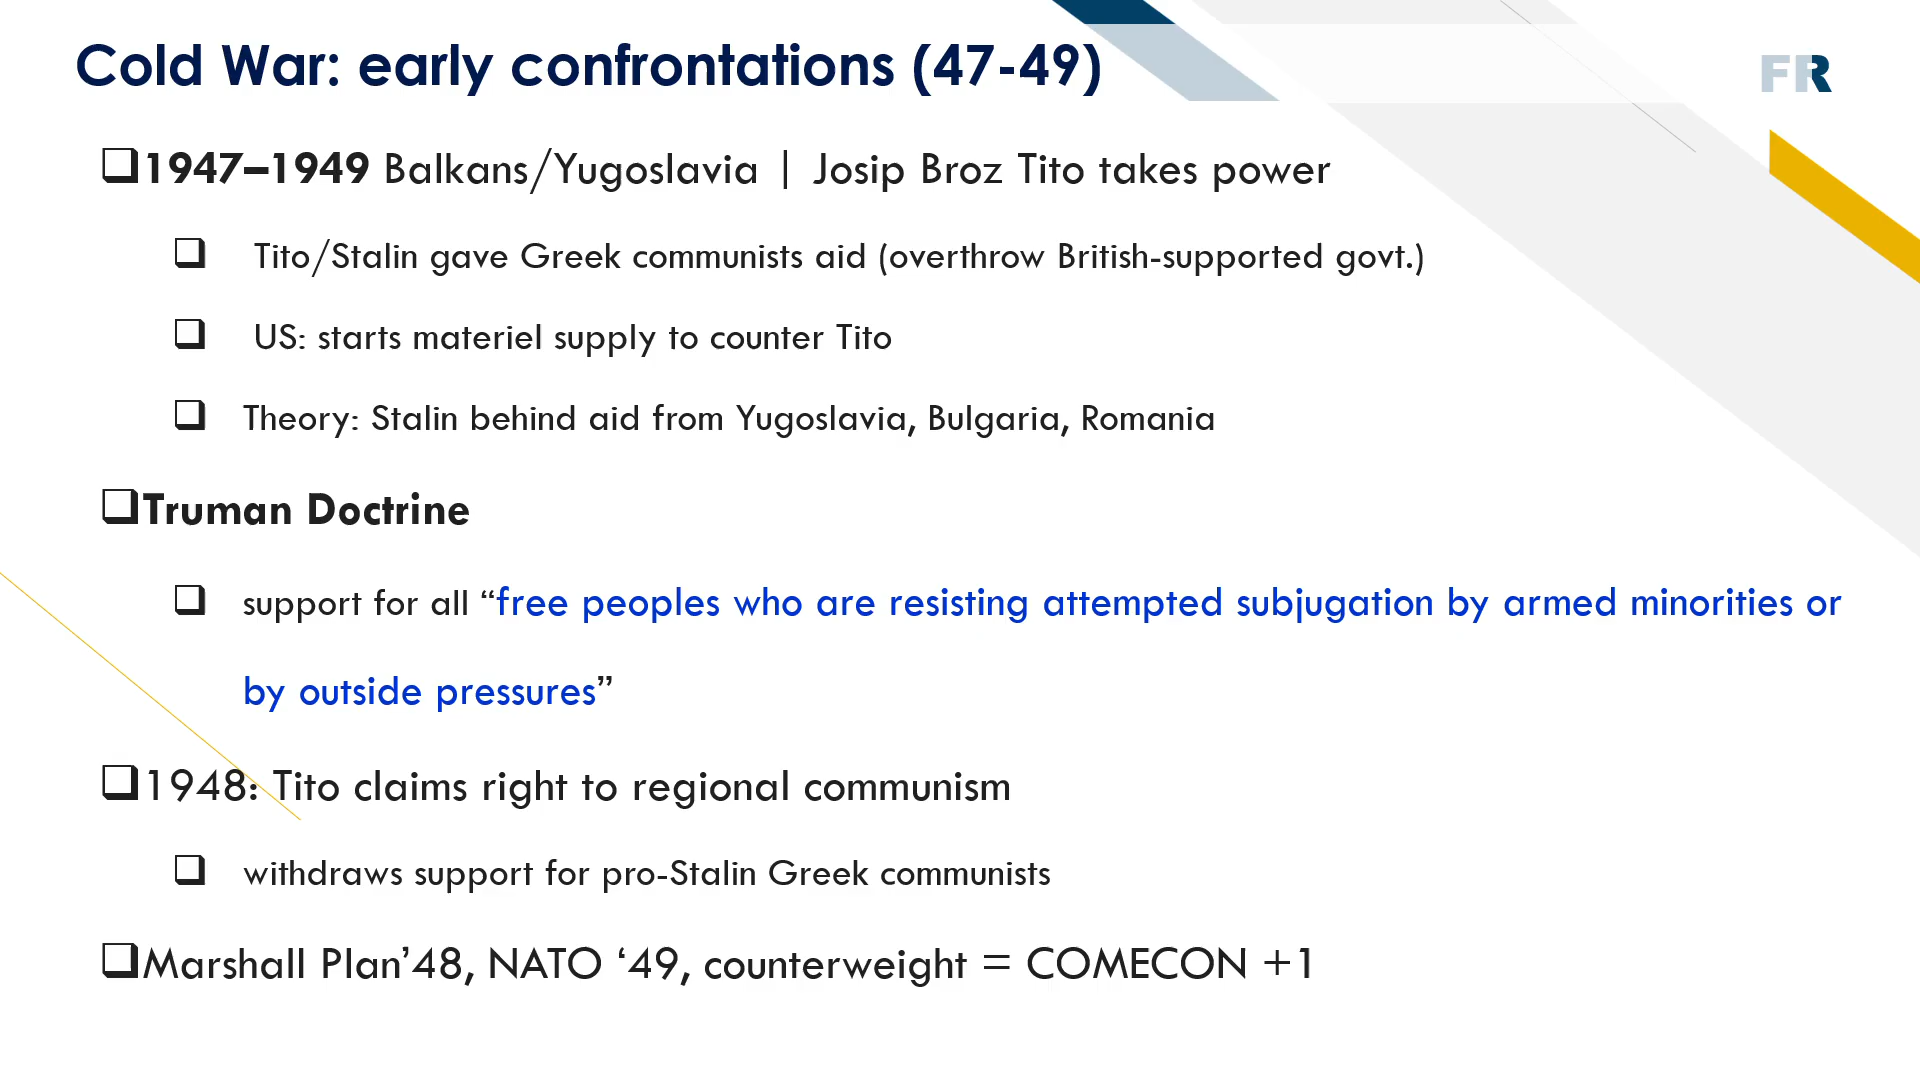 Cold War: early confrontations (47-49)
FR
1947–1949 Balkans/Yugoslavia | Josip Broz Tito takes power
Tito/Stalin gave Greek communists aid (overthrow British-supported govt.)
US: starts materiel supply to counter Tito
Theory: Stalin behind aid from Yugoslavia, Bulgaria, Romania
Truman Doctrine
support for all “free peoples who are resisting attempted subjugation by armed minorities or
by outside pressures”
1948: Tito claims right to regional communism
withdraws support for pro-Stalin Greek communists
Marshall Plan’48, NATO ‘49, counterweight = COMECON +1